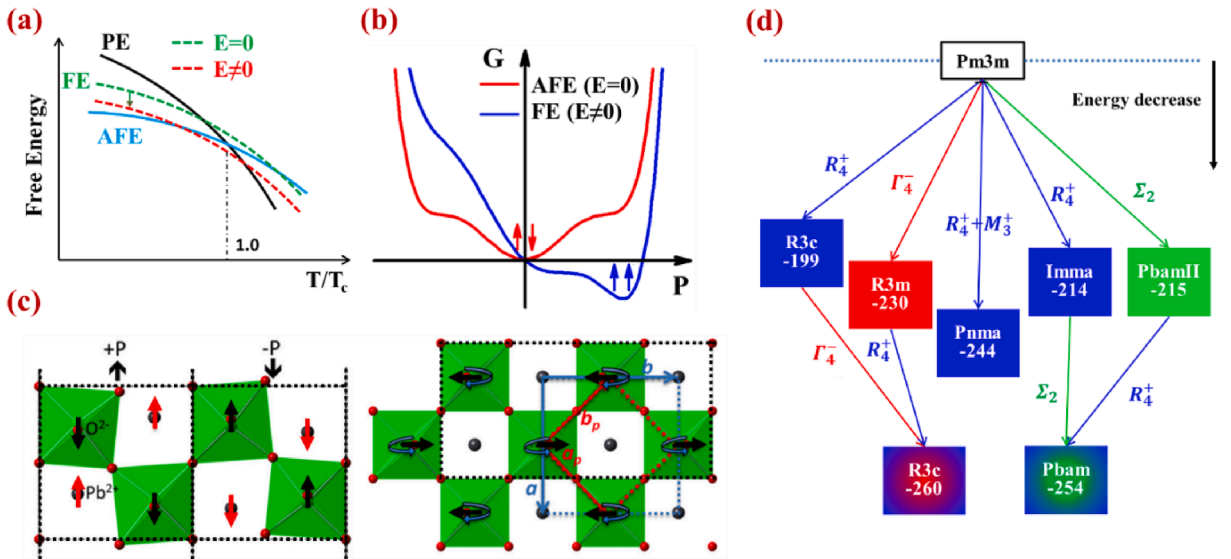 (a)
PE
E=0
E≠0
FE
AFE
Free Energy
1.0
T/Tc
(b)
G
AFE (E=0)
FE (E≠0)
P
(c)
+P
-P
O²⁻
Pb²⁺
b
bₚ
aₚ
a
(d)
Pm3m
Energy decrease
R₄⁺
Γ₄⁻
R₄⁺+M₃⁺
R₄⁺
Σ₂
R3c
-199
R3m
-230
Pnma
-244
Imma
-214
PbamII
-215
Γ₄⁻
R₄⁺
Σ₂
R₄⁺
R3c
-260
Pbam
-254